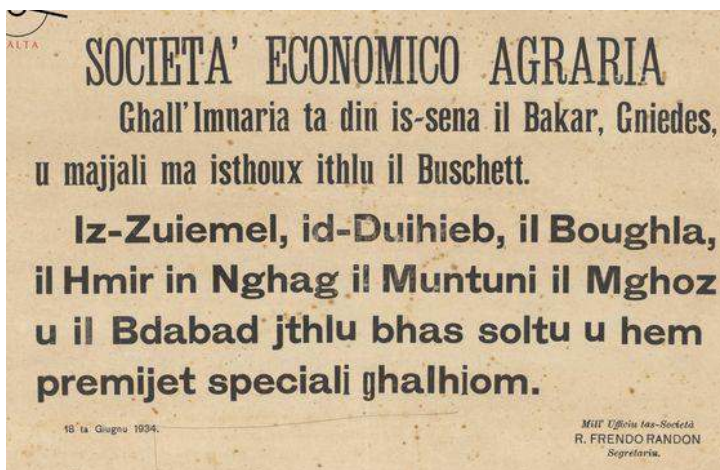 ALTA
SOCIETA' ECONOMICO AGRARIA
Ghall' Imnaria ta din is-sena il Bakar, Gniedes,
u majjali ma isthoux ithlu il Buschett.
Iz-Zuiemel, id-Duihieb, il Boughla,
il Hmir in Nghag il Muntuni il Mghoz
u il Bdabad jthlu bhas soltu u hem
premijet speciali ghalhiom.
18 ta Giugnu 1934.
Mill' Ufficiu tas-Società
R. FRENDO RANDON
Segretariu.